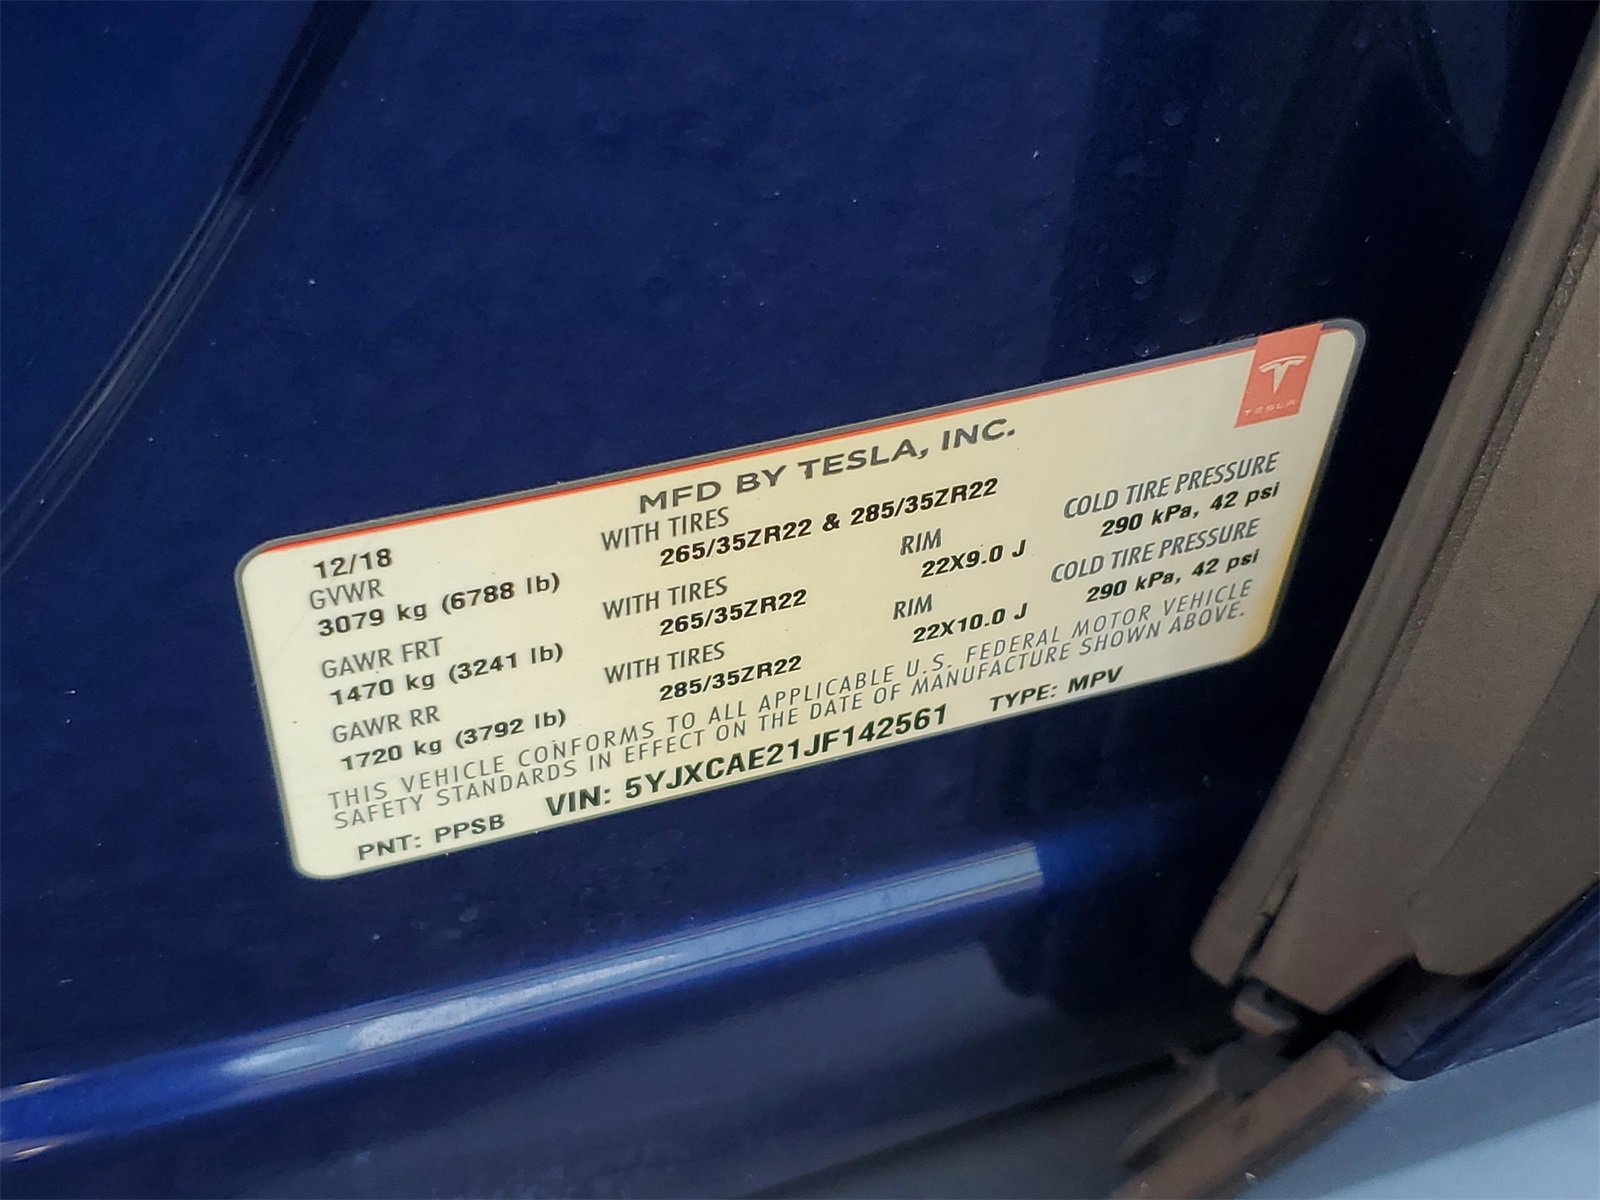 TESLA
MFD BY TESLA, INC.
12/18
GVWR
3079 kg (6788 lb)
WITH TIRES
265/35ZR22 & 285/35ZR22
GAWR FRT
1470 kg (3241 lb)
WITH TIRES
265/35ZR22
RIM
22X9.0 J
COLD TIRE PRESSURE
290 kPa, 42 psi
GAWR RR
1720 kg (3792 lb)
WITH TIRES
285/35ZR22
RIM
22X10.0 J
COLD TIRE PRESSURE
290 kPa, 42 psi
THIS VEHICLE CONFORMS TO ALL APPLICABLE U.S. FEDERAL MOTOR VEHICLE
SAFETY STANDARDS IN EFFECT ON THE DATE OF MANUFACTURE SHOWN ABOVE.
PNT: PPSB VIN: 5YJXCAE21JF142561 TYPE: MPV